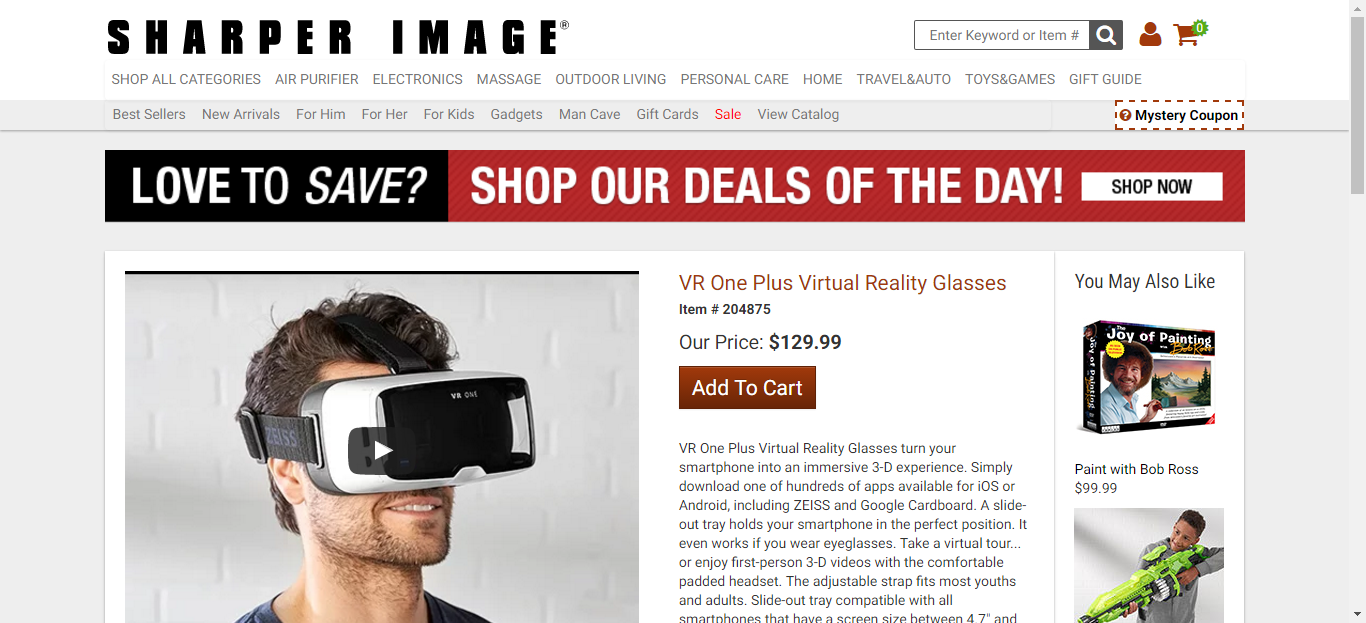 SHARPER IMAGE®
Enter Keyword or Item #
0
SHOP ALL CATEGORIES AIR PURIFIER ELECTRONICS MASSAGE OUTDOOR LIVING PERSONAL CARE HOME TRAVEL&AUTO TOYS&GAMES GIFT GUIDE
Best Sellers New Arrivals For Him For Her For Kids Gadgets Man Cave Gift Cards Sale View Catalog
? Mystery Coupon
LOVE TO SAVE? SHOP OUR DEALS OF THE DAY! SHOP NOW
VR ONE
ZEISS
VR One Plus Virtual Reality Glasses
Item # 204875
Our Price: $129.99
Add To Cart
VR One Plus Virtual Reality Glasses turn your
smartphone into an immersive 3-D experience. Simply
download one of hundreds of apps available for iOS or
Android, including ZEISS and Google Cardboard. A slide-
out tray holds your smartphone in the perfect position. It
even works if you wear eyeglasses. Take a virtual tour...
or enjoy first-person 3-D videos with the comfortable
padded headset. The adjustable strap fits most youths
and adults. Slide-out tray compatible with all
smartphones that have a screen size between 4.7" and
You May Also Like
The
Joy of Painting
with
Bob Ross
Joy of Painting
Paint with Bob Ross
$99.99